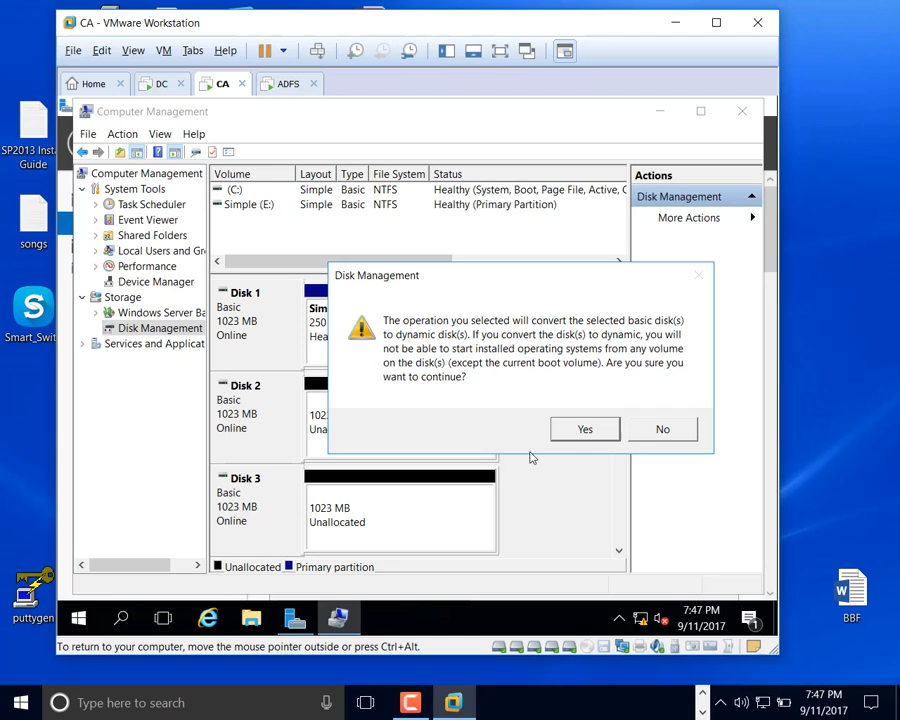 CA - VMware Workstation
File Edit View VM Tabs Help
Home DC CA ADFS
Computer Management
File Action View Help
Computer Management
System Tools
Task Scheduler
Event Viewer
Shared Folders
Local Users and Gr
Performance
Device Manager
Storage
Windows Server Ba
Disk Management
Services and Applicat
Volume Layout Type File System Status
(C:) Simple Basic NTFS Healthy (System, Boot, Page File, Active, C
Simple (E:) Simple Basic NTFS Healthy (Primary Partition)
Actions
Disk Management
More Actions
Disk 1
Basic
1023 MB
Online
Sim
250
Hea
Disk 2
Basic
1023 MB
Online
1023
Una
Disk 3
Basic
1023 MB
Online
1023 MB
Unallocated
Unallocated Primary partition
Disk Management
The operation you selected will convert the selected basic disk(s)
to dynamic disk(s). If you convert the disk(s) to dynamic, you will
not be able to start installed operating systems from any volume
on the disk(s) (except the current boot volume). Are you sure you
want to continue?
Yes No
7:47 PM
9/11/2017
1
To return to your computer, move the mouse pointer outside or press Ctrl+Alt.
SP2013 Inst
Guide
songs
Smart_Swit
puttygen
BBF
Type here to search
7:47 PM
9/11/2017